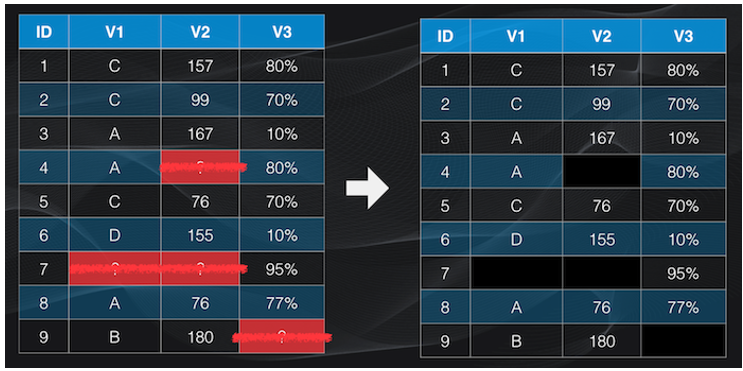 ID V1 V2 V3
1 C 157 80%
2 C 99 70%
3 A 167 10%
4 A ? 80%
5 C 76 70%
6 D 155 10%
7 ? ? 95%
8 A 76 77%
9 B 180 ?
ID V1 V2 V3
1 C 157 80%
2 C 99 70%
3 A 167 10%
4 A 80%
5 C 76 70%
6 D 155 10%
7 95%
8 A 76 77%
9 B 180